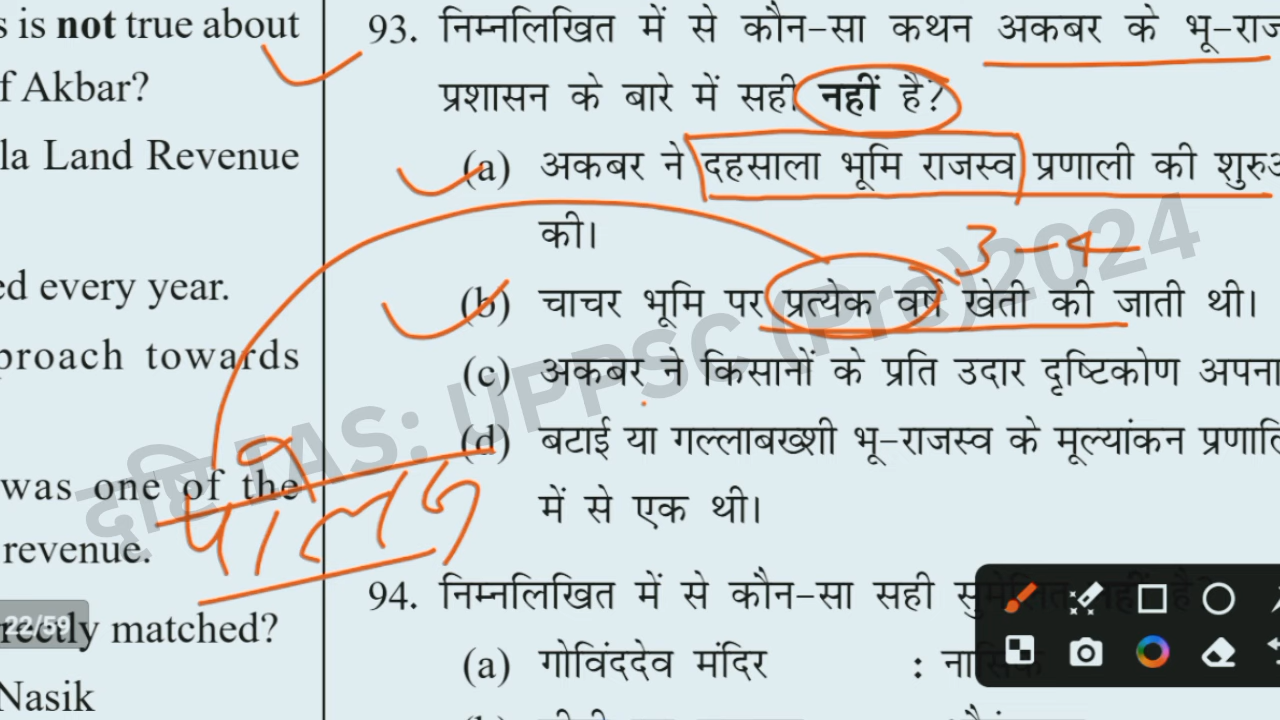 s is not true about
f Akbar?
la Land Revenue
ed every year.
proach towards
was one of the
revenue.
rectly matched?
Nasik
93. निम्नलिखित में से कौन-सा कथन अकबर के भू-राज
प्रशासन के बारे में सही नहीं है?
(a) अकबर ने दहसाला भूमि राजस्व प्रणाली की शुरुअ
की।
3-4
(b) चाचर भूमि पर प्रत्येक वर्ष खेती की जाती थी।
(c) अकबर ने किसानों के प्रति उदार दृष्टिकोण अपना
(d) बटाई या गल्लाबख्शी भू-राजस्व के मूल्यांकन प्रणालि
में से एक थी।
94. निम्नलिखित में से कौन-सा सही सुमेलित नहीं है?
(a) गोविंददेव मंदिर : नासिक
दृष्टि IAS: UPPSC (Pre) 2024
22/59